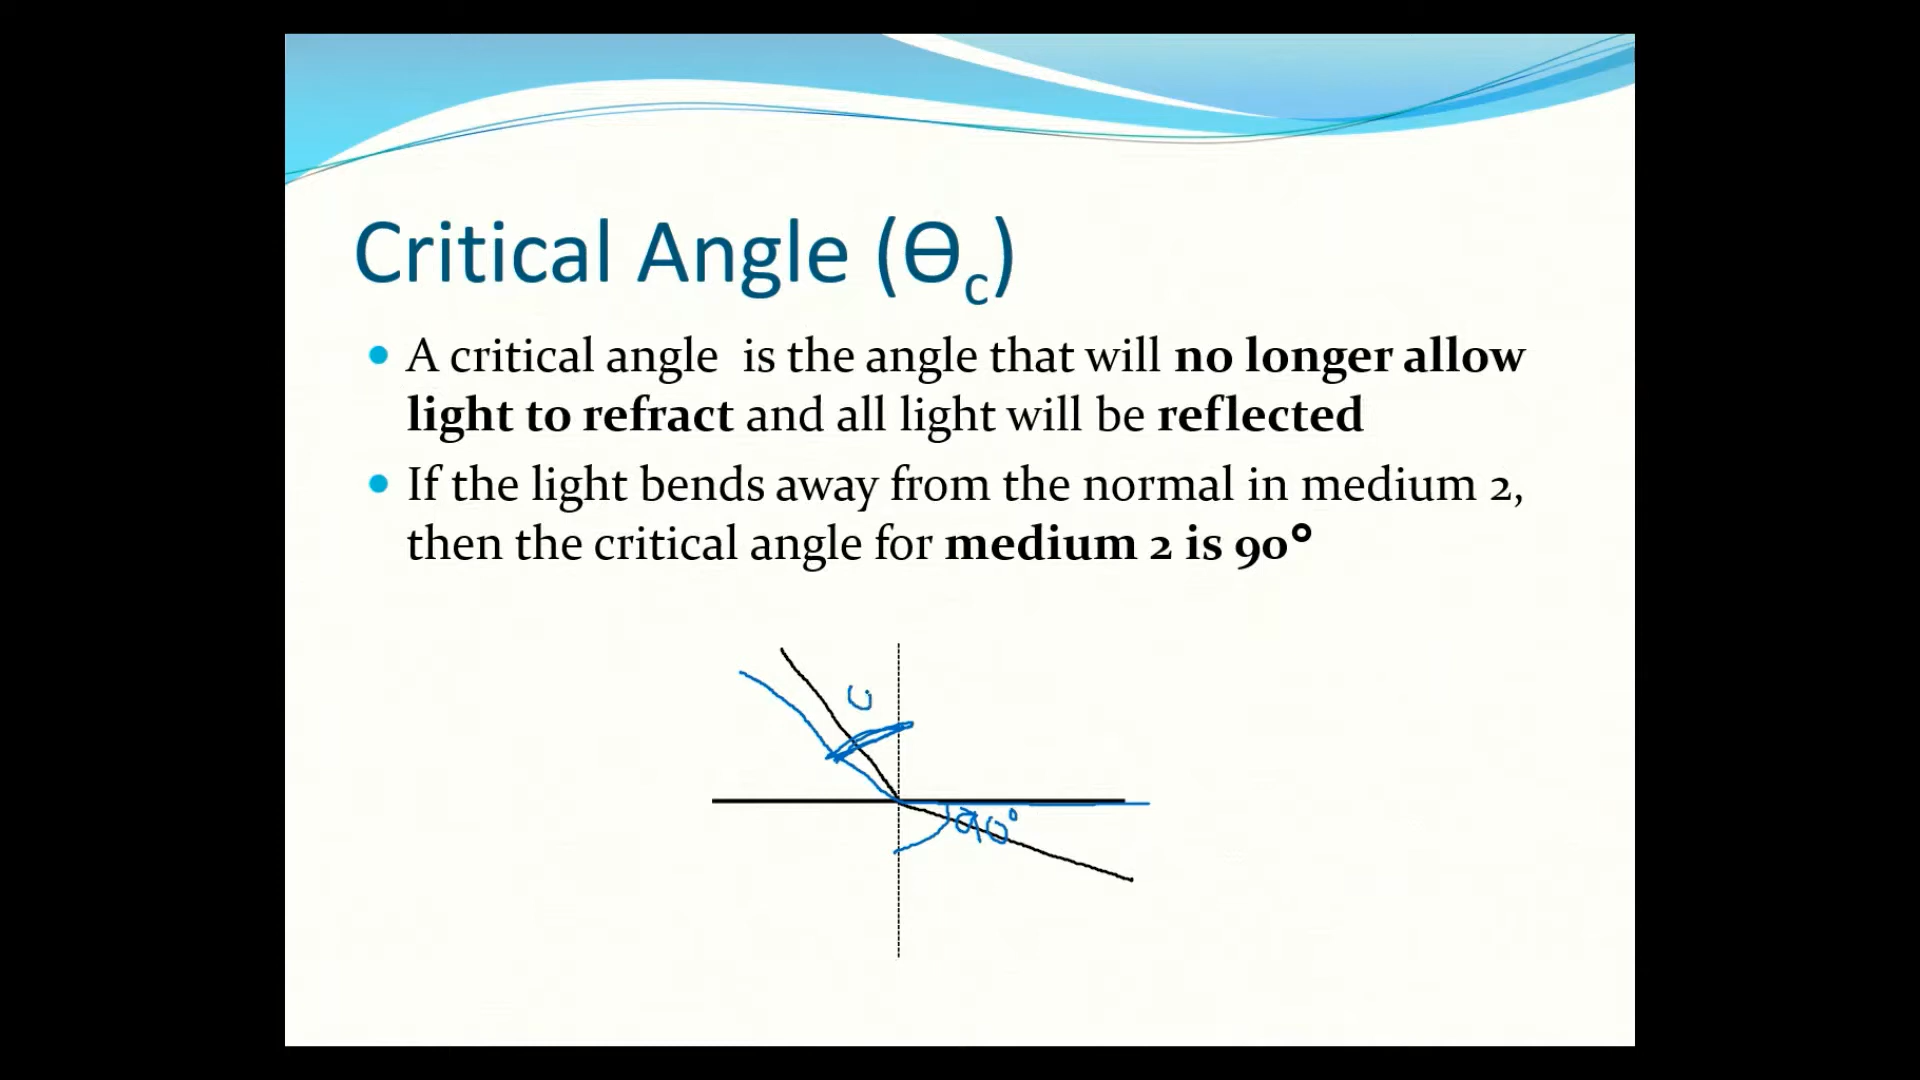 Critical Angle (Ɵc)
• A critical angle is the angle that will no longer allow
light to refract and all light will be reflected
• If the light bends away from the normal in medium 2,
then the critical angle for medium 2 is 90°
c
90°